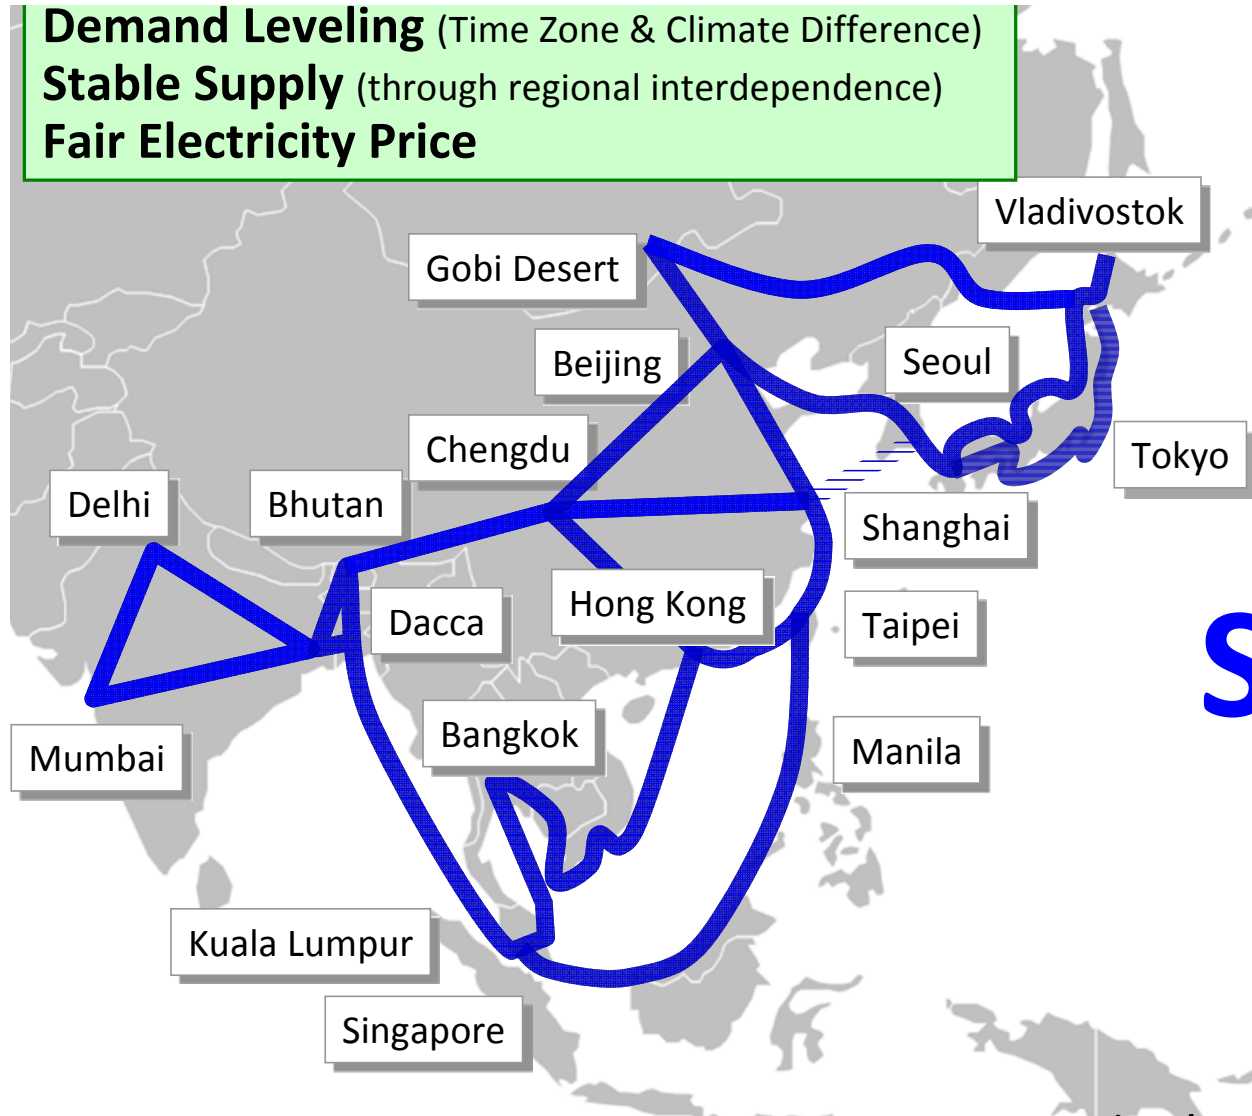 Demand Leveling (Time Zone & Climate Difference)
Stable Supply (through regional interdependence)
Fair Electricity Price
Vladivostok
Gobi Desert
Beijing
Seoul
Chengdu
Tokyo
Delhi
Bhutan
Shanghai
Hong Kong
Dacca
Taipei
S
Bangkok
Manila
Mumbai
Kuala Lumpur
Singapore